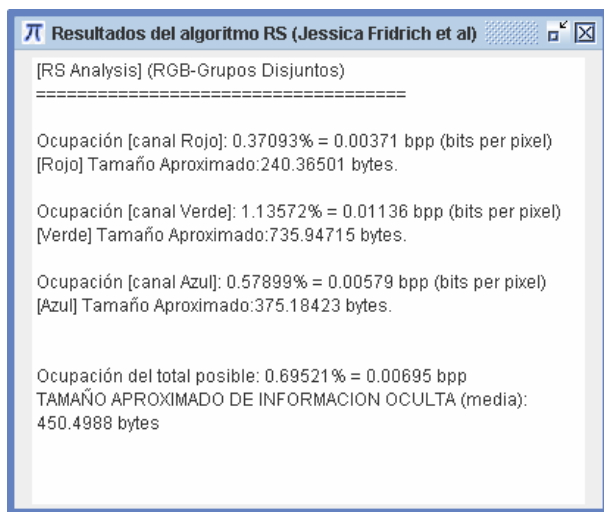 π Resultados del algoritmo RS (Jessica Fridrich et al)
[RS Analysis] (RGB-Grupos Disjuntos)
====================================
Ocupación [canal Rojo]: 0.37093% = 0.00371 bpp (bits per pixel)
[Rojo] Tamaño Aproximado:240.36501 bytes.
Ocupación [canal Verde]: 1.13572% = 0.01136 bpp (bits per pixel)
[Verde] Tamaño Aproximado:735.94715 bytes.
Ocupación [canal Azul]: 0.57899% = 0.00579 bpp (bits per pixel)
[Azul] Tamaño Aproximado:375.18423 bytes.
Ocupación del total posible: 0.69521% = 0.00695 bpp
TAMAÑO APROXIMADO DE INFORMACION OCULTA (media):
450.4988 bytes